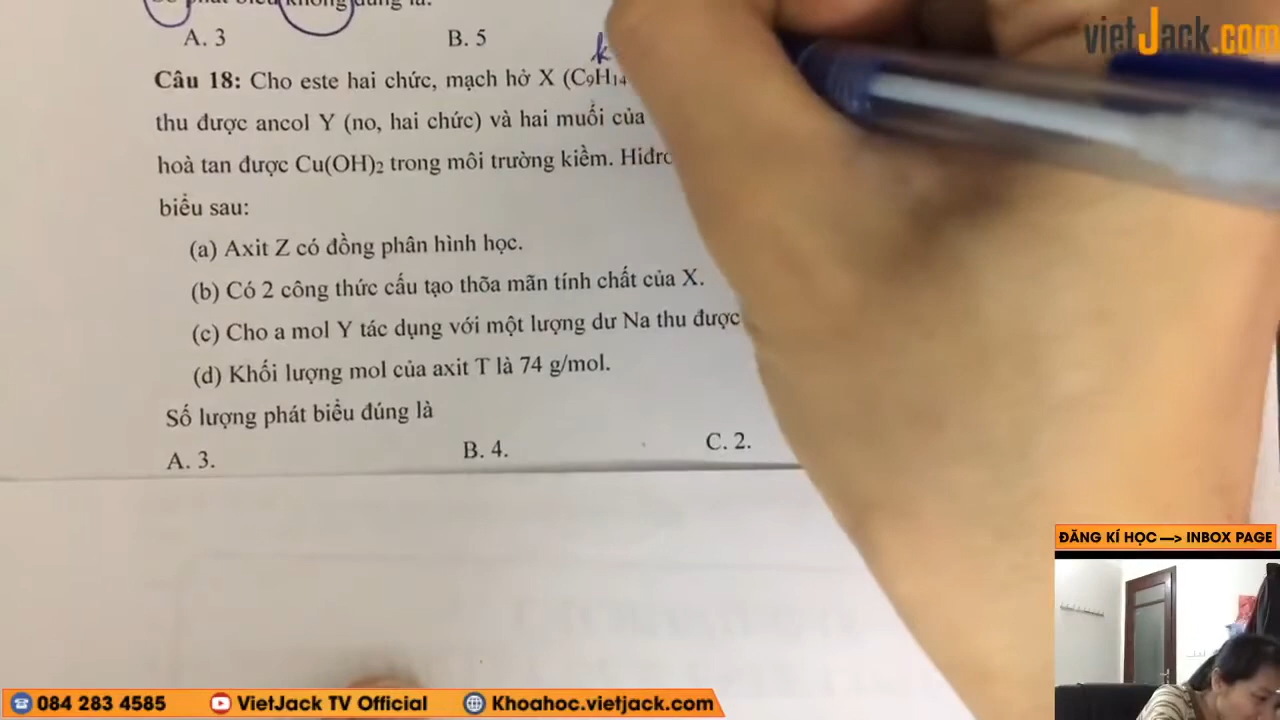 phát biểu không đúng là:
A. 3 B. 5
Câu 18: Cho este hai chức, mạch hở X (C₉H₁₄
thu được ancol Y (no, hai chức) và hai muối của
hoà tan được Cu(OH)₂ trong môi trường kiềm. Hiđro
biểu sau:
(a) Axit Z có đồng phân hình học.
(b) Có 2 công thức cấu tạo thõa mãn tính chất của X.
(c) Cho a mol Y tác dụng với một lượng dư Na thu được
(d) Khối lượng mol của axit T là 74 g/mol.
Số lượng phát biểu đúng là
A. 3. B. 4. C. 2.
vietJack.com
ĐĂNG KÍ HỌC —> INBOX PAGE
084 283 4585 VietJack TV Official Khoahoc.vietjack.com